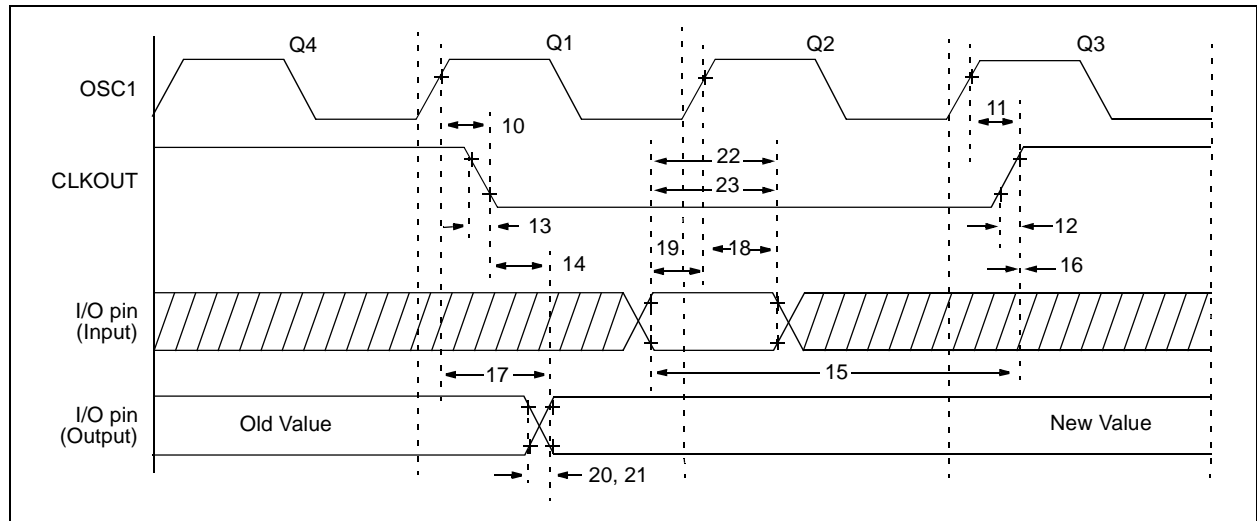 Q4 Q1 Q2 Q3
OSC1
10 11
22
CLKOUT
23
13 12
19 18
14 16
I/O pin
(Input)
17 15
I/O pin
(Output)
Old Value New Value
20, 21